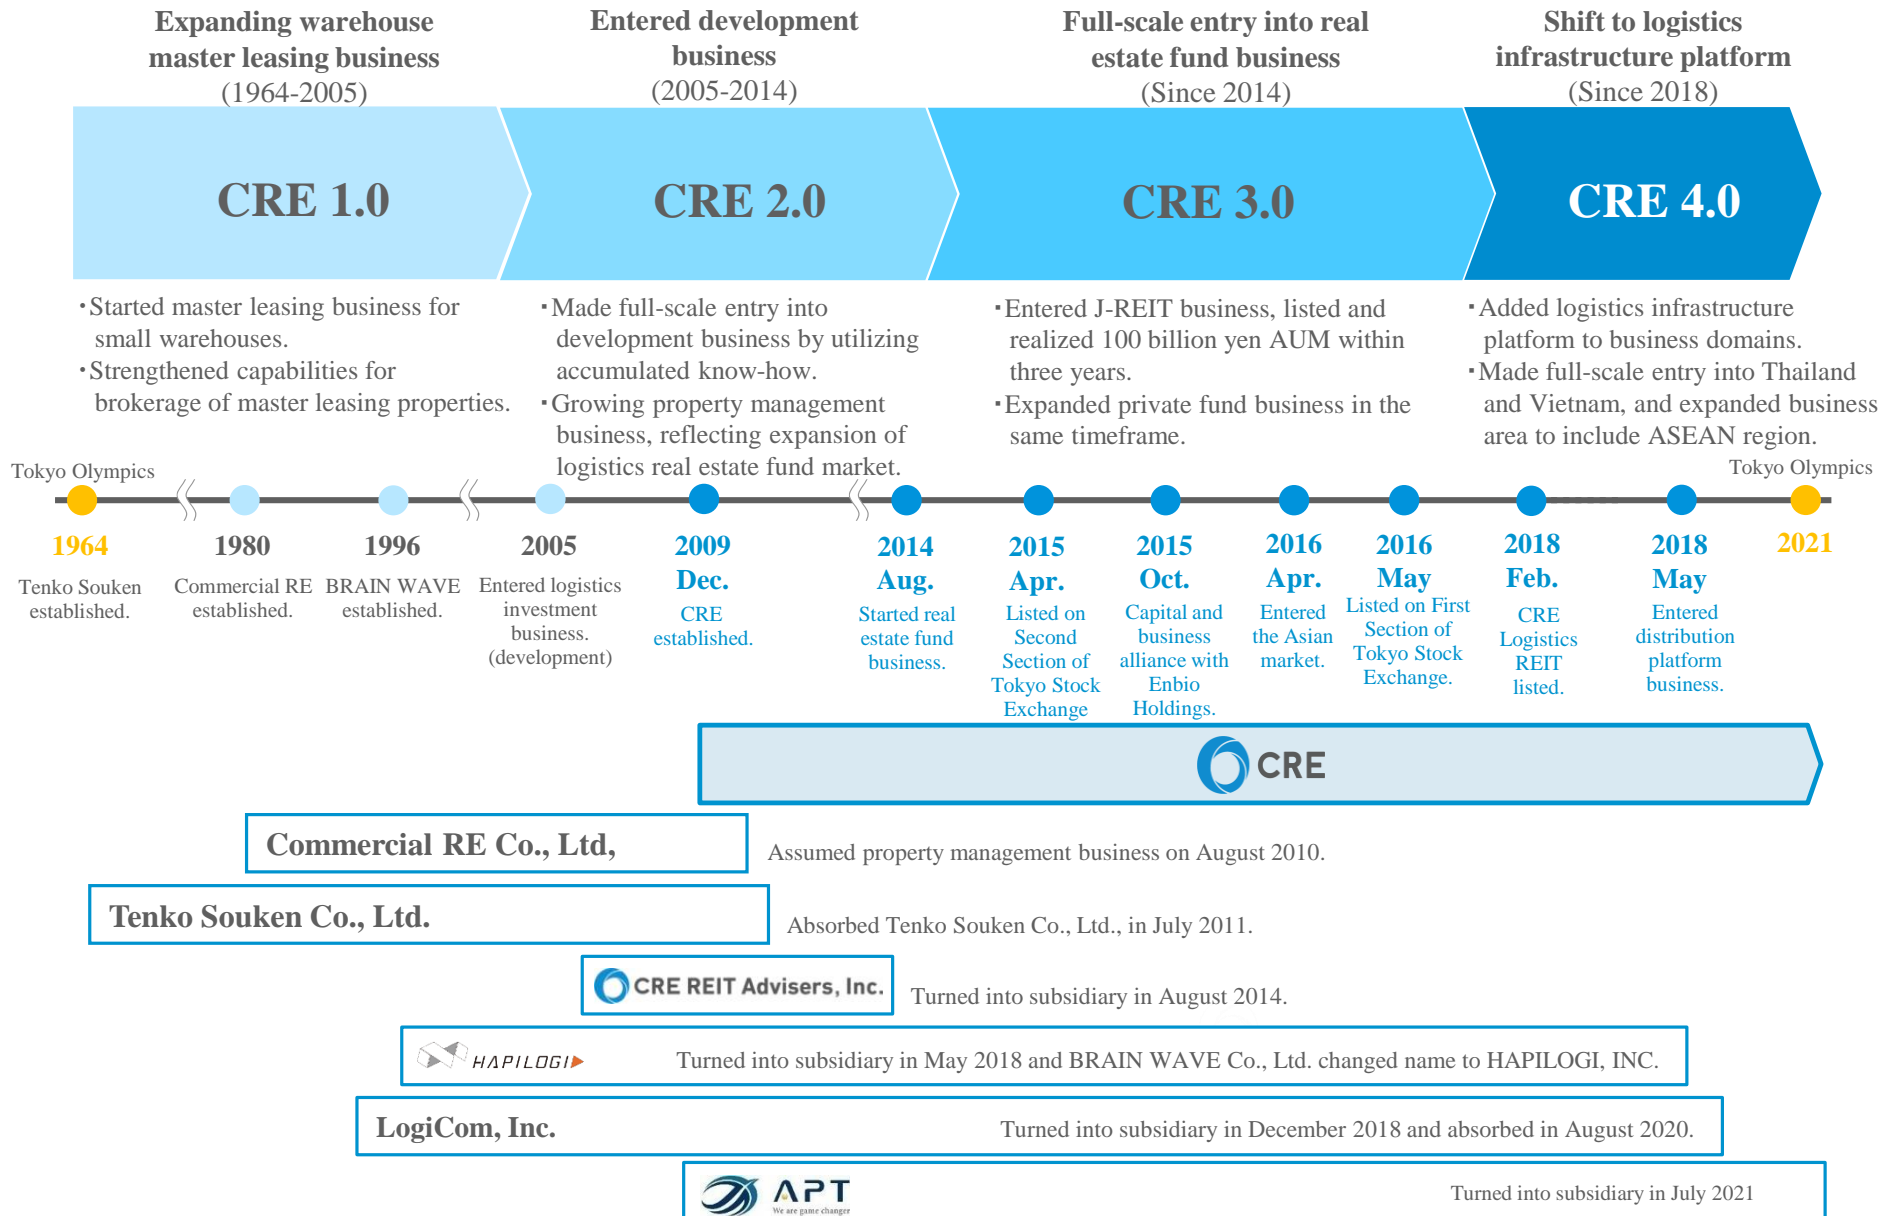 Expanding warehouse
master leasing business
(1964-2005)
Entered development
business
(2005-2014)
Full-scale entry into real
estate fund business
(Since 2014)
Shift to logistics
infrastructure platform
(Since 2018)
CRE 1.0
CRE 2.0
CRE 3.0
CRE 4.0
・Started master leasing business for
small warehouses.
・Strengthened capabilities for
brokerage of master leasing properties.
・Made full-scale entry into
development business by utilizing
accumulated know-how.
・Growing property management
business, reflecting expansion of
logistics real estate fund market.
・Entered J-REIT business, listed and
realized 100 billion yen AUM within
three years.
・Expanded private fund business in the
same timeframe.
・Added logistics infrastructure
platform to business domains.
・Made full-scale entry into Thailand
and Vietnam, and expanded business
area to include ASEAN region.
Tokyo Olympics
Tokyo Olympics
1964
Tenko Souken
established.
1980
Commercial RE
established.
1996
BRAIN WAVE
established.
2005
Entered logistics
investment
business.
(development)
2009
Dec.
CRE
established.
2014
Aug.
Started real
estate fund
business.
2015
Apr.
Listed on
Second
Section of
Tokyo Stock
Exchange
2015
Oct.
Capital and
business
alliance with
Enbio
Holdings.
2016
Apr.
Entered
the Asian
market.
2016
May
Listed on First
Section of
Tokyo Stock
Exchange.
2018
Feb.
CRE
Logistics
REIT
listed.
2018
May
Entered
distribution
platform
business.
2021
CRE
Commercial RE Co., Ltd,
Assumed property management business on August 2010.
Tenko Souken Co., Ltd.
Absorbed Tenko Souken Co., Ltd., in July 2011.
CRE REIT Advisers, Inc.
Turned into subsidiary in August 2014.
HAPILOGI
Turned into subsidiary in May 2018 and BRAIN WAVE Co., Ltd. changed name to HAPILOGI, INC.
LogiCom, Inc.
Turned into subsidiary in December 2018 and absorbed in August 2020.
APT
We are game changer
Turned into subsidiary in July 2021